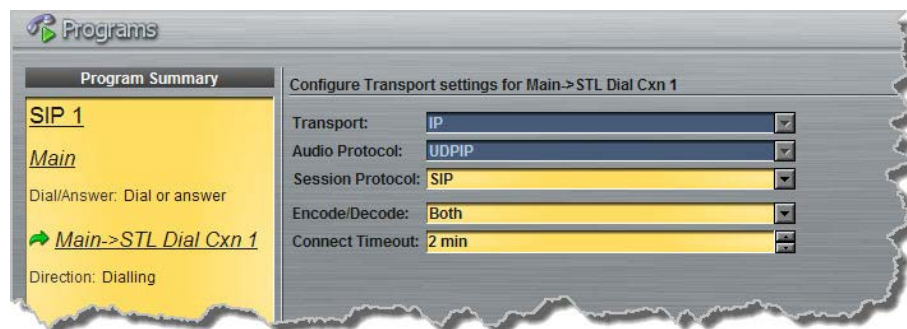 Programs
Program Summary
SIP 1
Main
Dial/Answer: Dial or answer
Main->STL Dial Cxn 1
Direction: Dialling
Configure Transport settings for Main->STL Dial Cxn 1
Transport: IP
Audio Protocol: UDPIP
Session Protocol: SIP
Encode/Decode: Both
Connect Timeout: 2 min